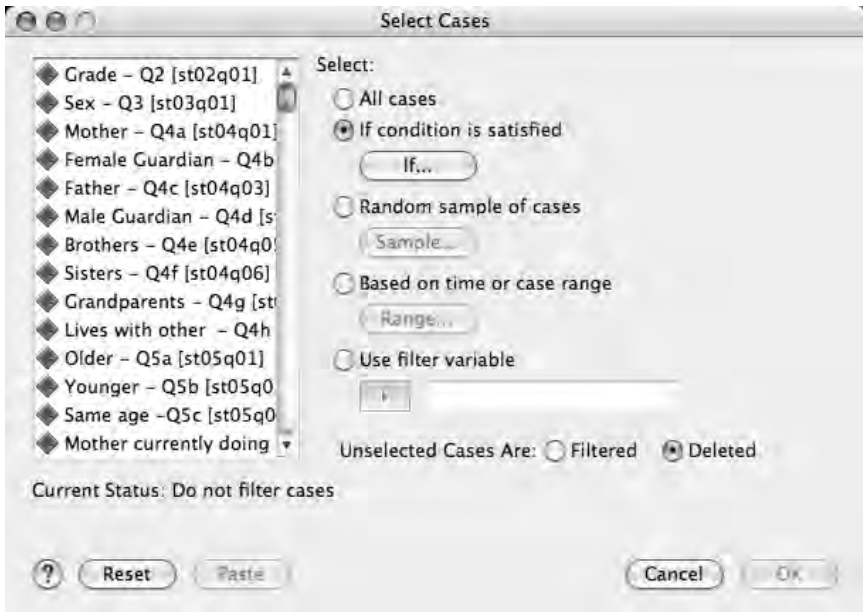 Select Cases
Grade – Q2 [st02q01]
Sex – Q3 [st03q01]
Mother – Q4a [st04q01]
Female Guardian – Q4b
Father – Q4c [st04q03]
Male Guardian – Q4d [s
Brothers – Q4e [st04q0
Sisters – Q4f [st04q06]
Grandparents – Q4g [st
Lives with other – Q4h
Older – Q5a [st05q01]
Younger – Q5b [st05q0
Same age –Q5c [st05q0
Mother currently doing
Select:
All cases
If condition is satisfied
If...
Random sample of cases
Sample...
Based on time or case range
Range...
Use filter variable
Unselected Cases Are: Filtered Deleted
Current Status: Do not filter cases
? Reset Paste Cancel OK